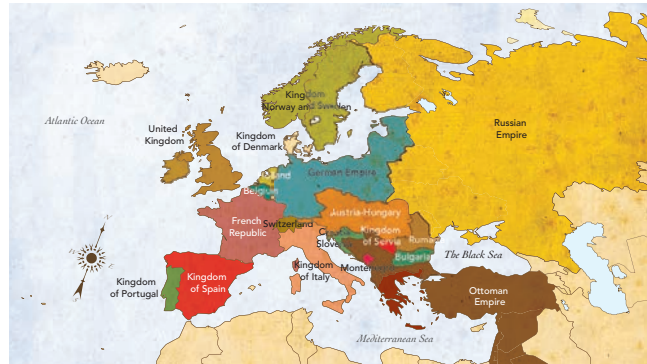 Kingdom
Norway and Sweden
Atlantic Ocean
United
Kingdom
Kingdom
of Denmark
Russian
Empire
German Empire
Belgium
French
Republic
Switzerland
Austria-Hungary
Kingdom
of Servia
Bulgaria
The Black Sea
Kingdom
of Italy
Kingdom
of Spain
Kingdom
of Portugal
Ottoman
Empire
Mediterranean Sea